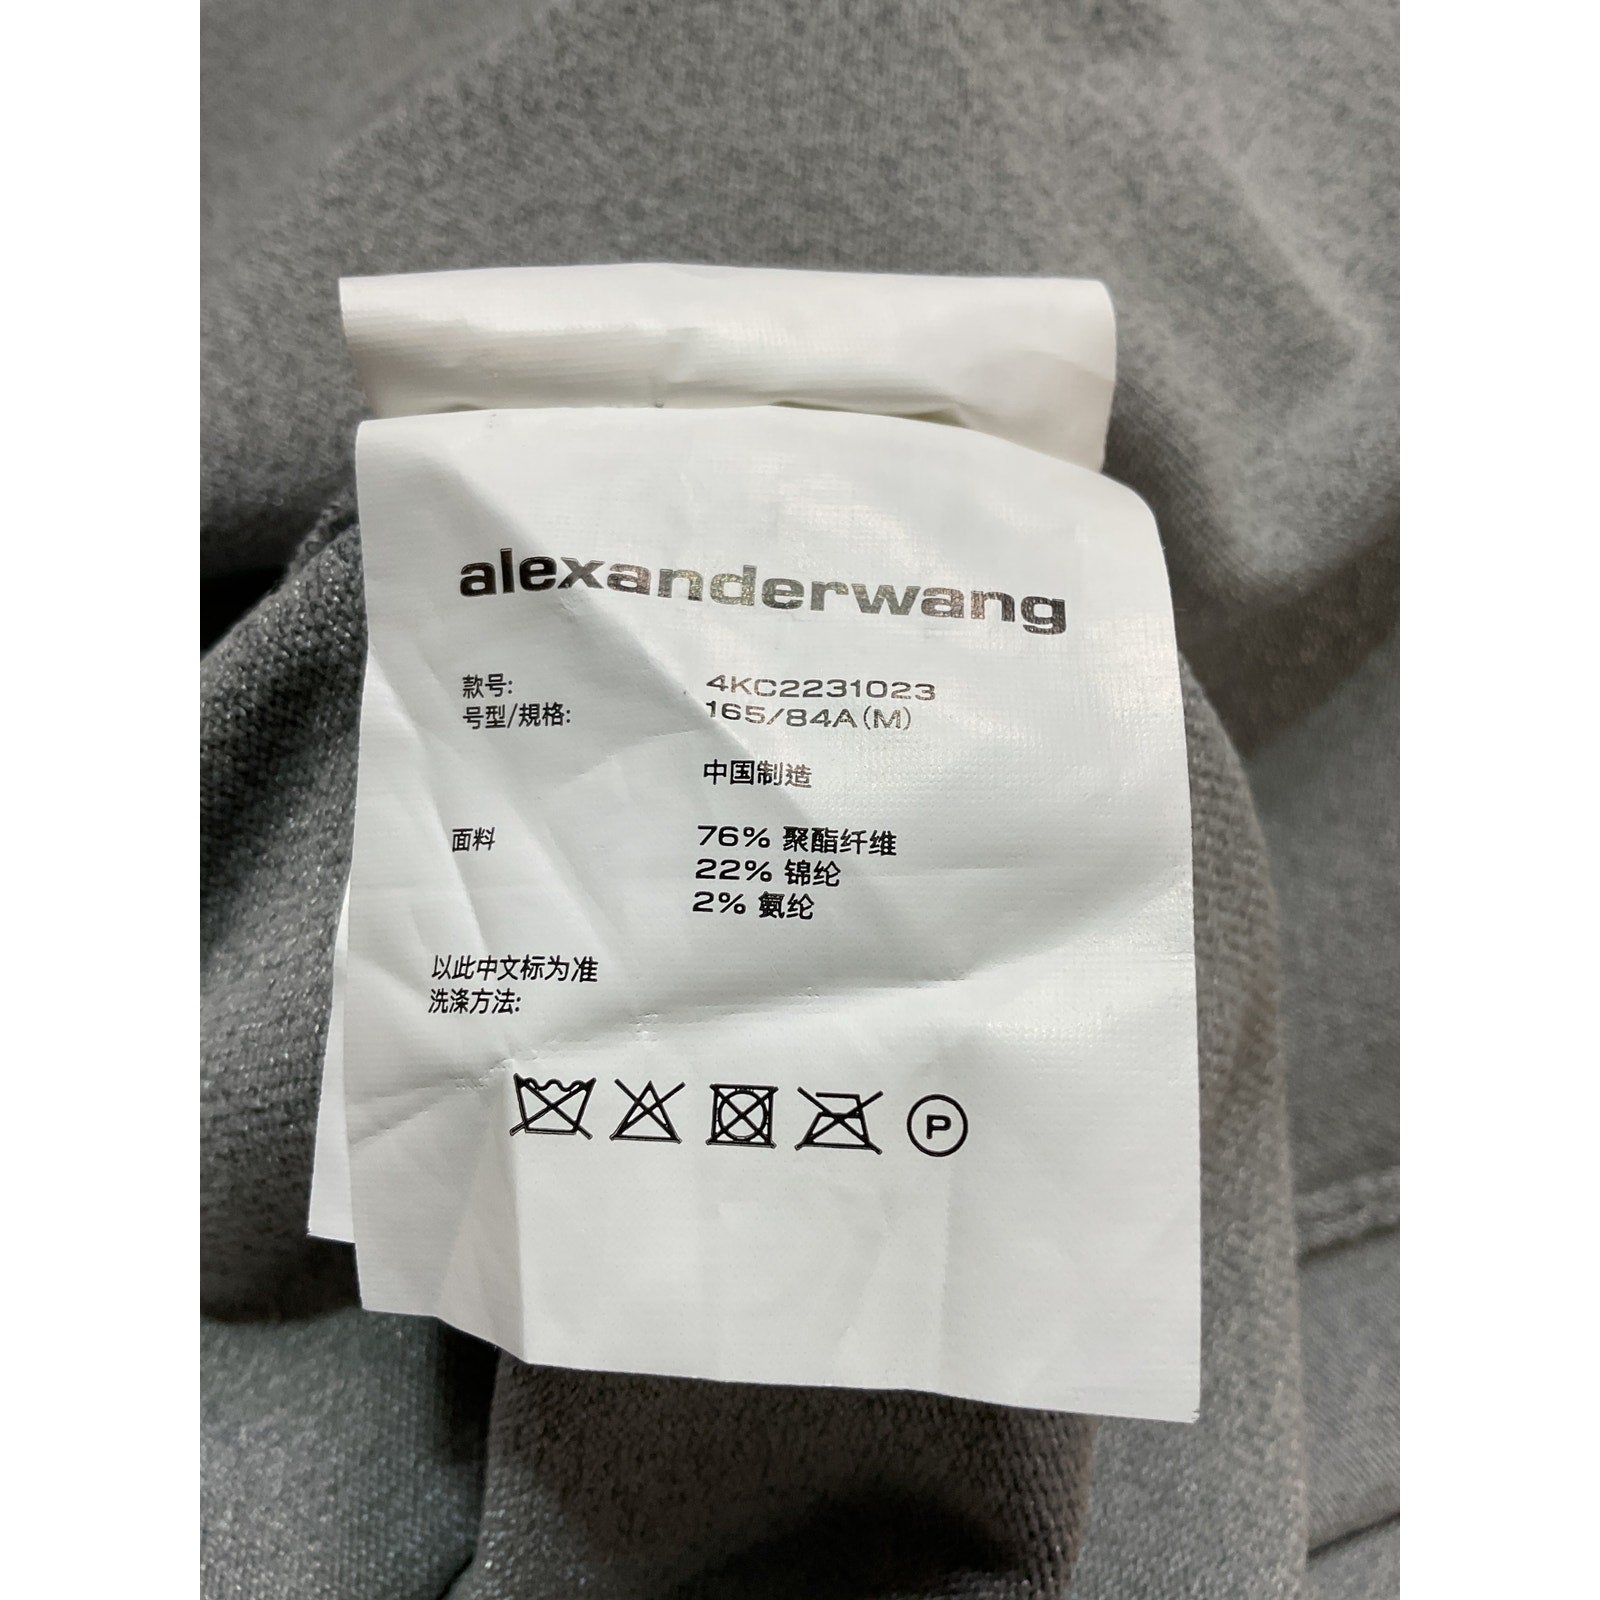 alexanderwang
款号: 4KC2231023
号型/规格: 165/84A(M)
中国制造
面料 76% 聚酯纤维
22% 锦纶
2% 氨纶
以此中文标为准
洗涤方法:
P